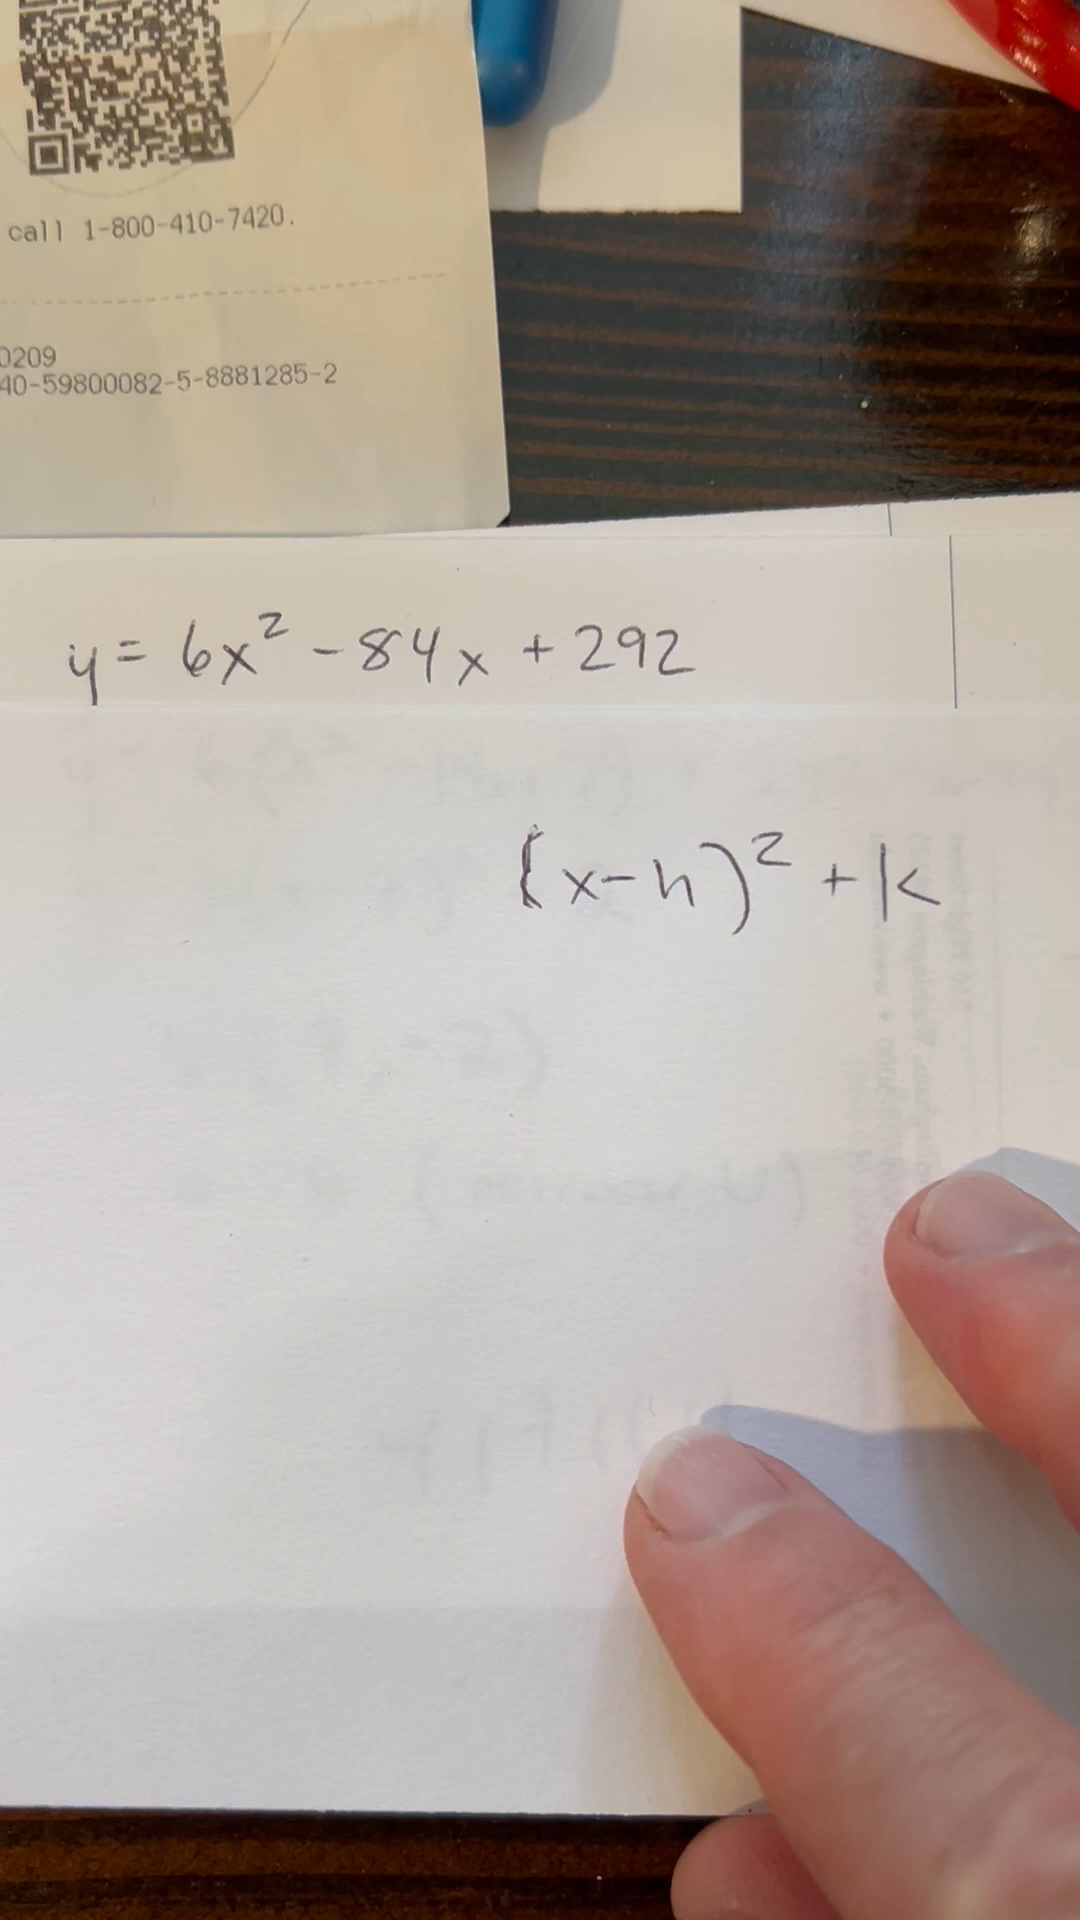 call 1-800-410-7420.
0209
40-59800082-5-8881285-2
y = 6x² - 84x + 292
(x-h)² + k